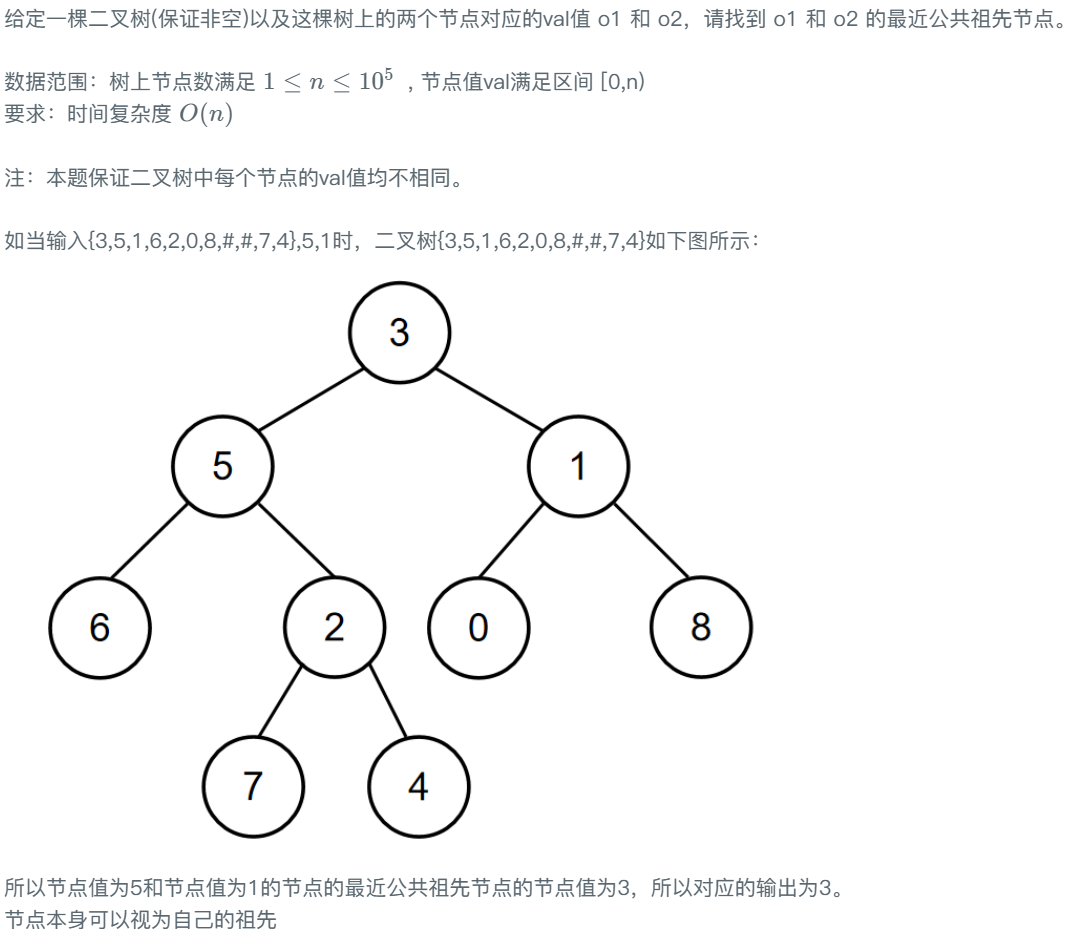 给定一棵二叉树(保证非空)以及这棵树上的两个节点对应的val值 o1 和 o2，请找到 o1 和 o2 的最近公共祖先节点。
数据范围：树上节点数满足 1 ≤ n ≤ 10⁵ , 节点值val满足区间 [0,n)
要求：时间复杂度 O(n)
注：本题保证二叉树中每个节点的val值均不相同。
如当输入{3,5,1,6,2,0,8,#,#,7,4},5,1时，二叉树{3,5,1,6,2,0,8,#,#,7,4}如下图所示：
3
5 1
6 2 0 8
7 4
所以节点值为5和节点值为1的节点的最近公共祖先节点的节点值为3，所以对应的输出为3。
节点本身可以视为自己的祖先